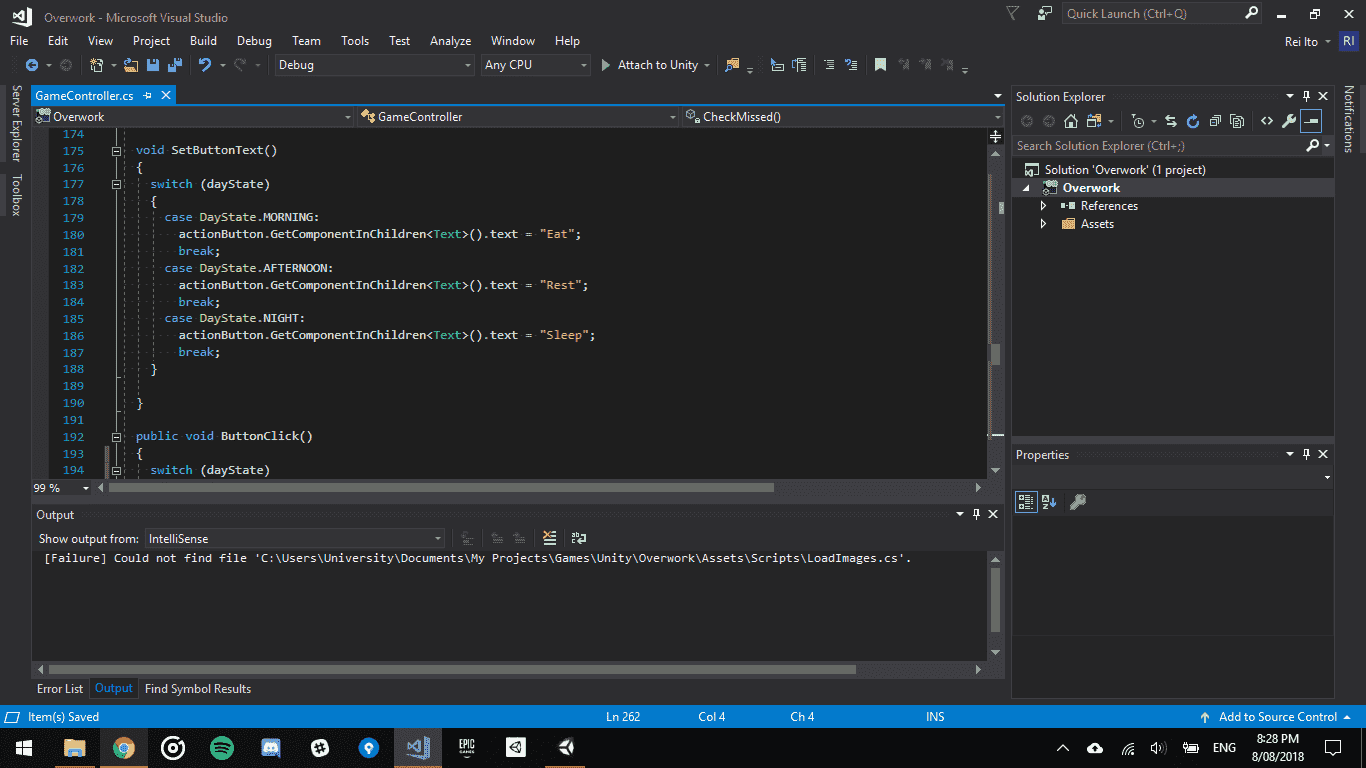 Overwork - Microsoft Visual Studio
Quick Launch (Ctrl+Q)
File Edit View Project Build Debug Team Tools Test Analyze Window Help
Rei Ito RI
Debug Any CPU Attach to Unity
Server Explorer
Toolbox
GameController.cs
Overwork GameController CheckMissed()
174
175 void SetButtonText()
176 {
177 switch (dayState)
178 {
179 case DayState.MORNING:
180 actionButton.GetComponentInChildren<Text>().text = "Eat";
181 break;
182 case DayState.AFTERNOON:
183 actionButton.GetComponentInChildren<Text>().text = "Rest";
184 break;
185 case DayState.NIGHT:
186 actionButton.GetComponentInChildren<Text>().text = "Sleep";
187 break;
188 }
189
190 }
191
192 public void ButtonClick()
193 {
194 switch (dayState)
99 %
Output
Show output from: IntelliSense
[Failure] Could not find file 'C:\Users\University\Documents\My Projects\Games\Unity\Overwork\Assets\Scripts\LoadImages.cs'.
Error List Output Find Symbol Results
Solution Explorer
Search Solution Explorer (Ctrl+;)
Solution 'Overwork' (1 project)
Overwork
References
Assets
Properties
Notifications
Item(s) Saved Ln 262 Col 4 Ch 4 INS Add to Source Control
EPIC
GAMES
ENG
8:28 PM
8/08/2018